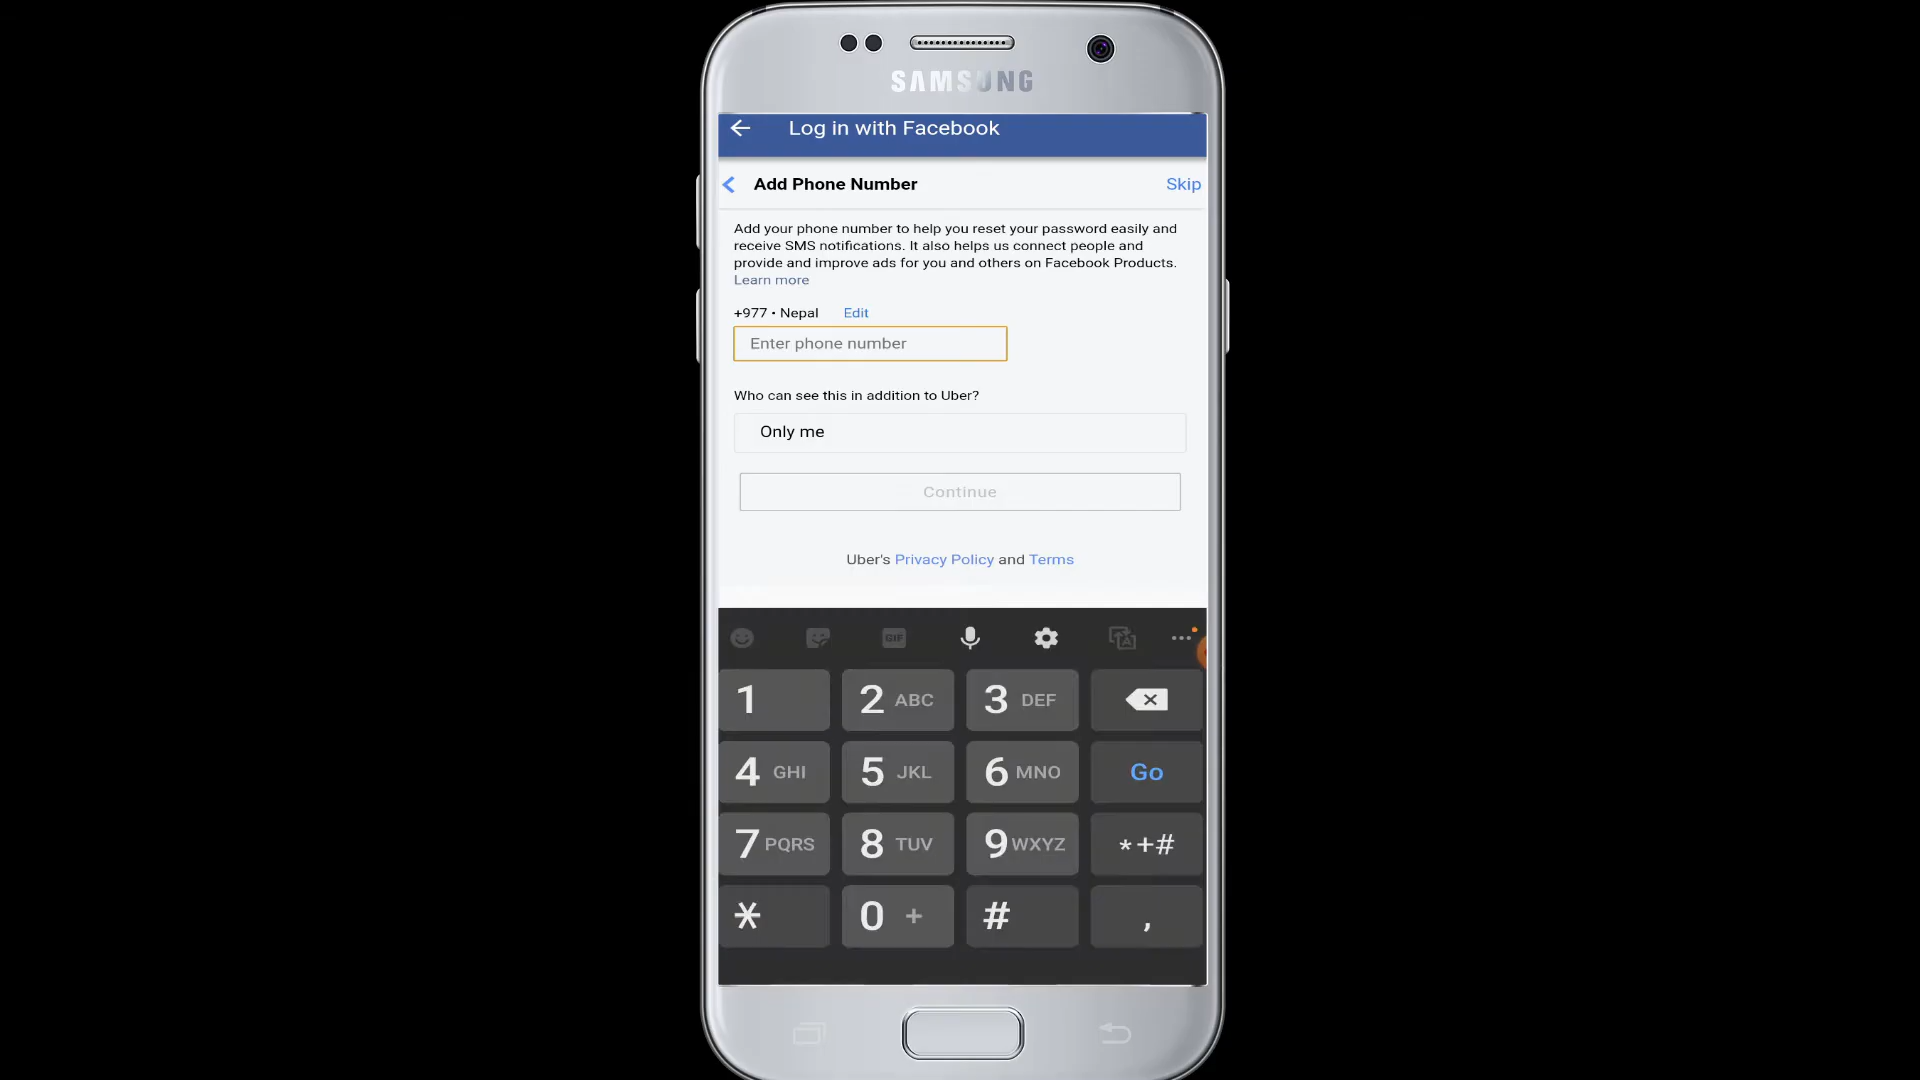 SAMSUNG
Log in with Facebook
Add Phone Number
Skip
Add your phone number to help you reset your password easily and
receive SMS notifications. It also helps us connect people and
provide and improve ads for you and others on Facebook Products.
Learn more
+977 • Nepal Edit
Enter phone number
Who can see this in addition to Uber?
Only me
Continue
Uber's Privacy Policy and Terms
GIF
1 2 ABC 3 DEF
4 GHI 5 JKL 6 MNO Go
7 PQRS 8 TUV 9 WXYZ *+#
* 0 + # ,